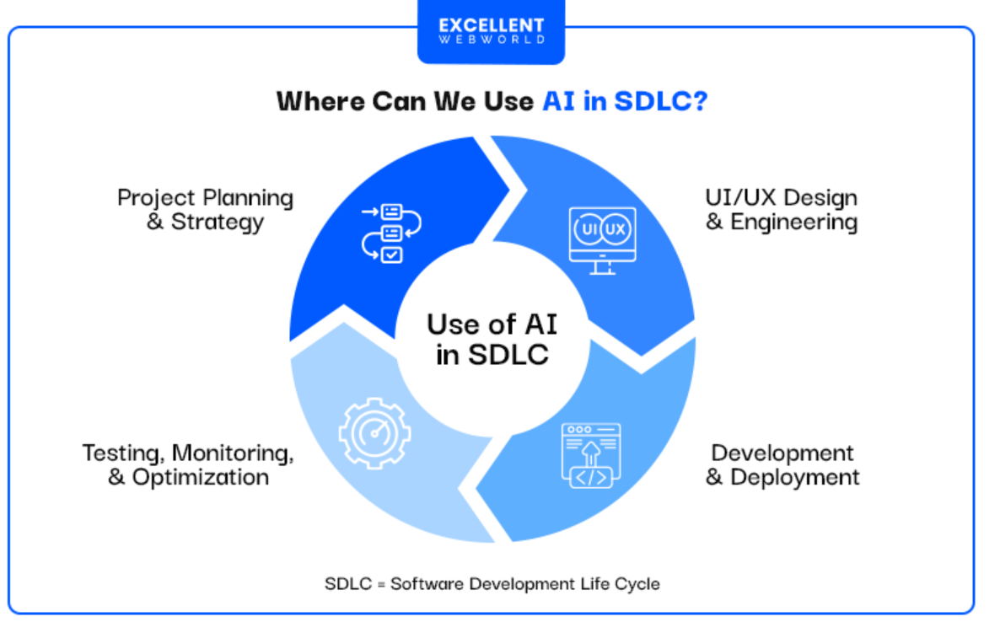 EXCELLENT
WEBWORLD
Where Can We Use AI in SDLC?
Project Planning
& Strategy
UI/UX Design
& Engineering
UI UX
Use of AI
in SDLC
Testing, Monitoring,
& Optimization
Development
& Deployment
</>
SDLC = Software Development Life Cycle